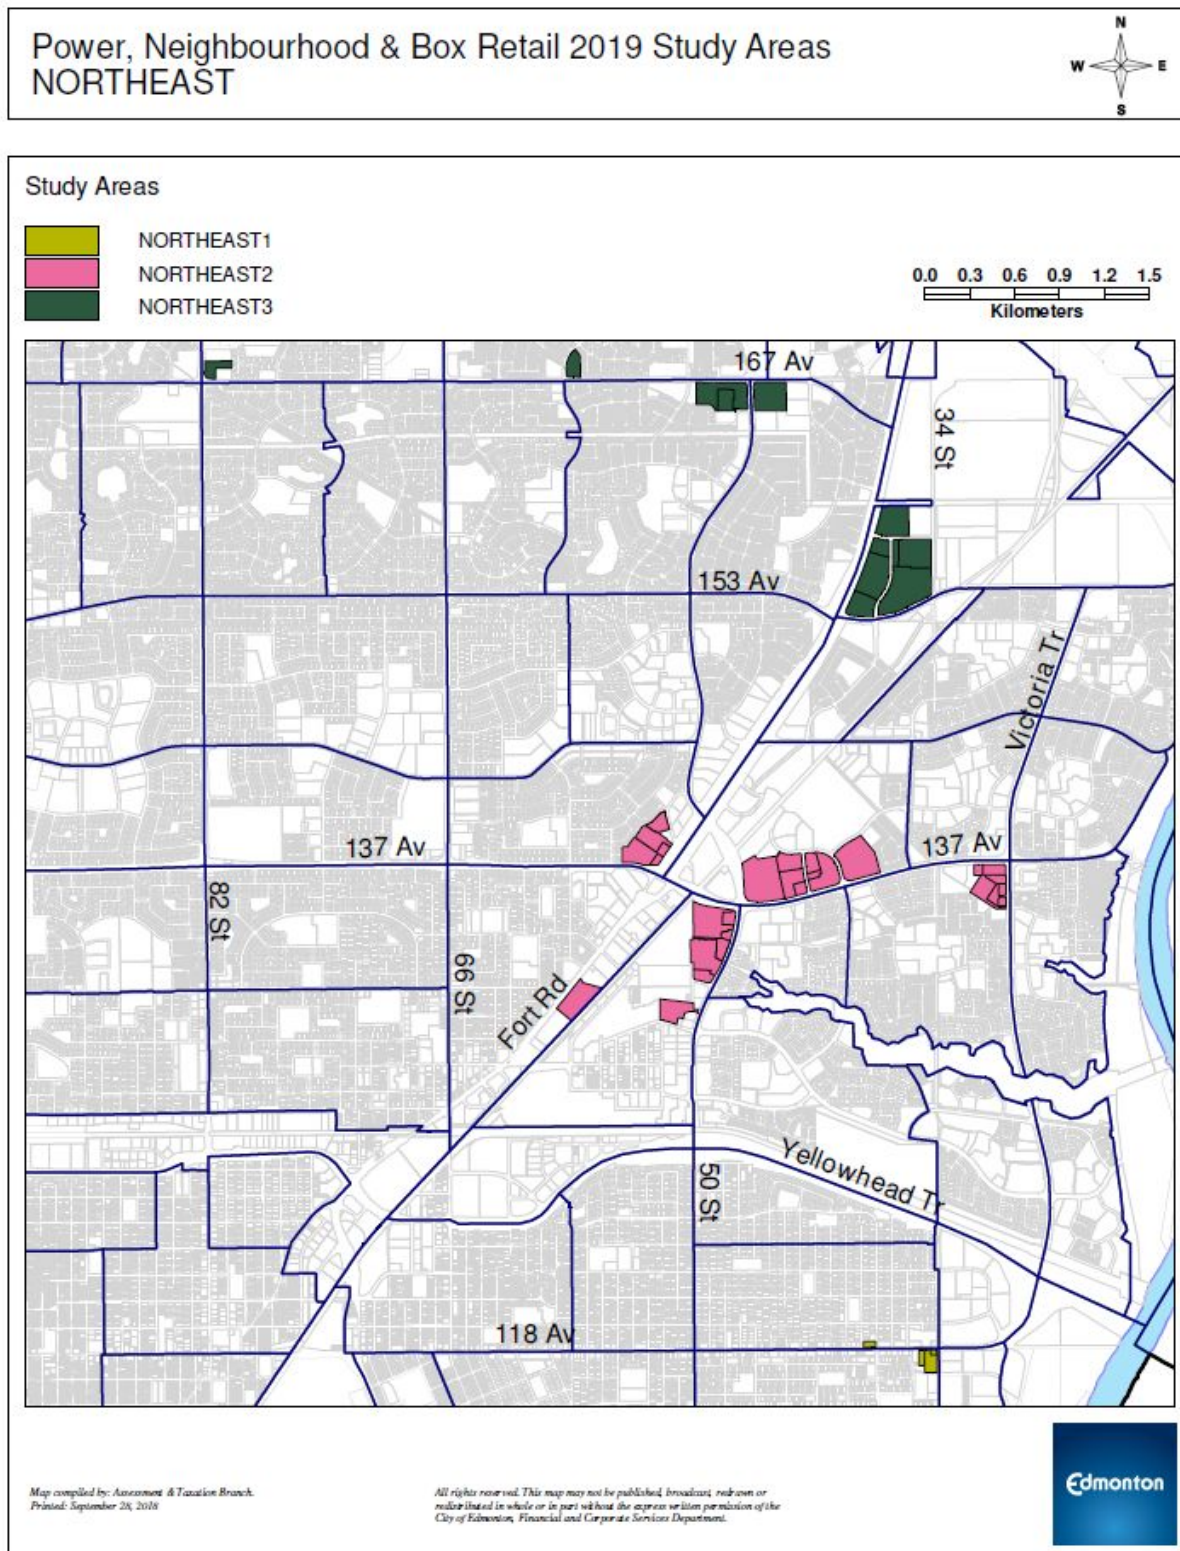 Power, Neighbourhood & Box Retail 2019 Study Areas
NORTHEAST
N
W E
S
Study Areas
NORTHEAST1
NORTHEAST2
NORTHEAST3
0.0 0.3 0.6 0.9 1.2 1.5
Kilometers
167 Av
34 St
153 Av
Victoria Tr
137 Av
137 Av
82 St
66 St
Fort Rd
Yellowhead Tr
50 St
118 Av
Map compiled by: Assessment & Taxation Branch.
Printed: September 28, 2018
All rights reserved. This map may not be published, broadcast, redrawn or
redistributed in whole or in part without the express written permission of the
City of Edmonton, Financial and Corporate Services Department.
Edmonton